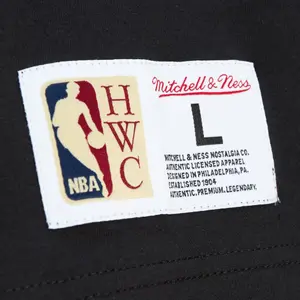 H
W
C
NBA
Mitchell & Ness
L
MITCHELL & NESS NOSTALGIA CO.
AUTHENTIC LICENSED APPAREL
DESIGNED IN PHILADELPHIA, PA.
ESTABLISHED 1904
AUTHENTIC. PREMIUM. LEGENDARY.